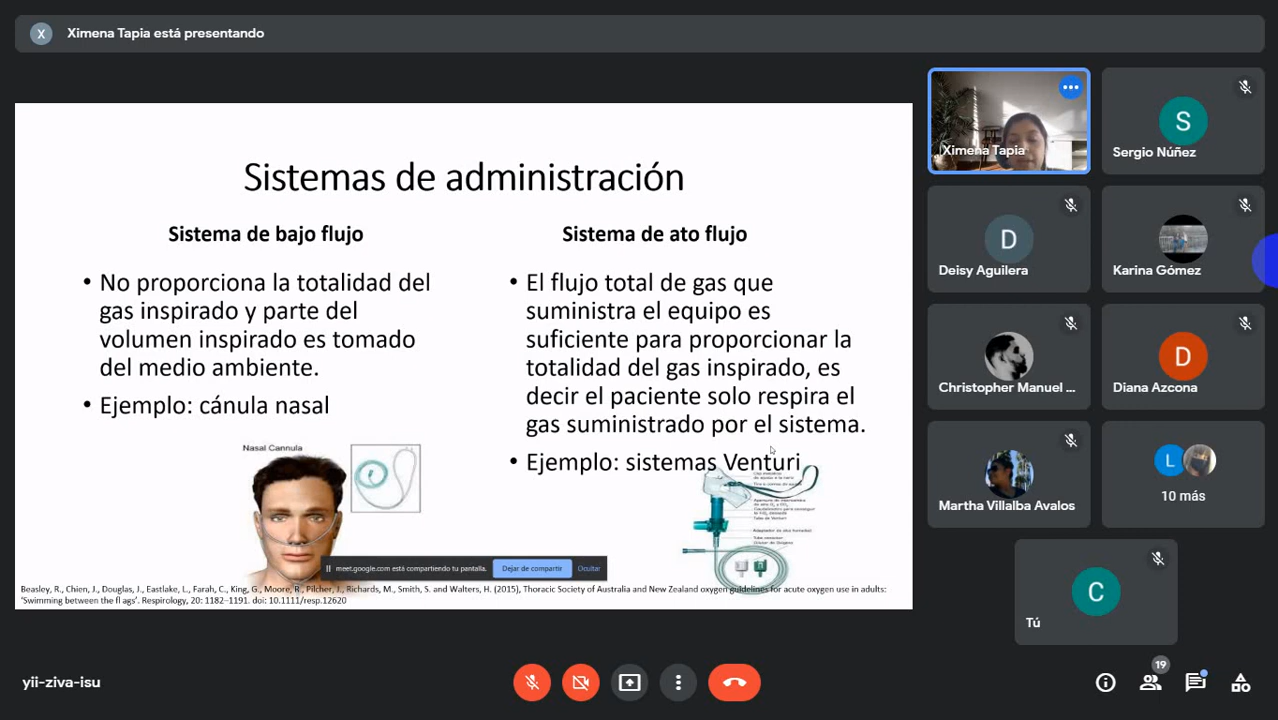 X
Ximena Tapia está presentando
Sistemas de administración
Sistema de bajo flujo
• No proporciona la totalidad del
gas inspirado y parte del
volumen inspirado es tomado
del medio ambiente.
• Ejemplo: cánula nasal
Nasal Cannula
Sistema de ato flujo
• El flujo total de gas que
suministra el equipo es
suficiente para proporcionar la
totalidad del gas inspirado, es
decir el paciente solo respira el
gas suministrado por el sistema.
• Ejemplo: sistemas Venturi
Tubo de Venturi
meet.google.com está compartiendo tu pantalla.
Dejar de compartir
Ocultar
Beasley, R., Chien, J., Douglas, J., Eastlake, L., Farah, C., King, G., Moore, R., Pilcher, J., Richards, M., Smith, S. and Walters, H. (2015), Thoracic Society of Australia and New Zealand oxygen guidelines for acute oxygen use in adults:
‘Swimming between the fl ags’. Respirology, 20: 1182–1191. doi: 10.1111/resp.12620
Ximena Tapia
S
Sergio Núñez
D
Deisy Aguilera
Karina Gómez
Christopher Manuel ...
D
Diana Azcona
Martha Villalba Avalos
L
10 más
C
Tú
yii-ziva-isu
19